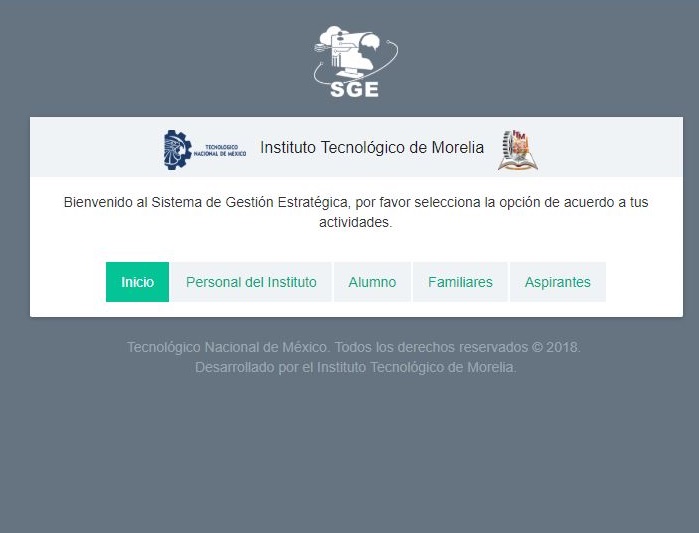 SGE
TECNOLÓGICO
NACIONAL DE MÉXICO
Instituto Tecnológico de Morelia
ITM
Bienvenido al Sistema de Gestión Estratégica, por favor selecciona la opción de acuerdo a tus
actividades.
Inicio Personal del Instituto Alumno Familiares Aspirantes
Tecnológico Nacional de México. Todos los derechos reservados © 2018.
Desarrollado por el Instituto Tecnológico de Morelia.